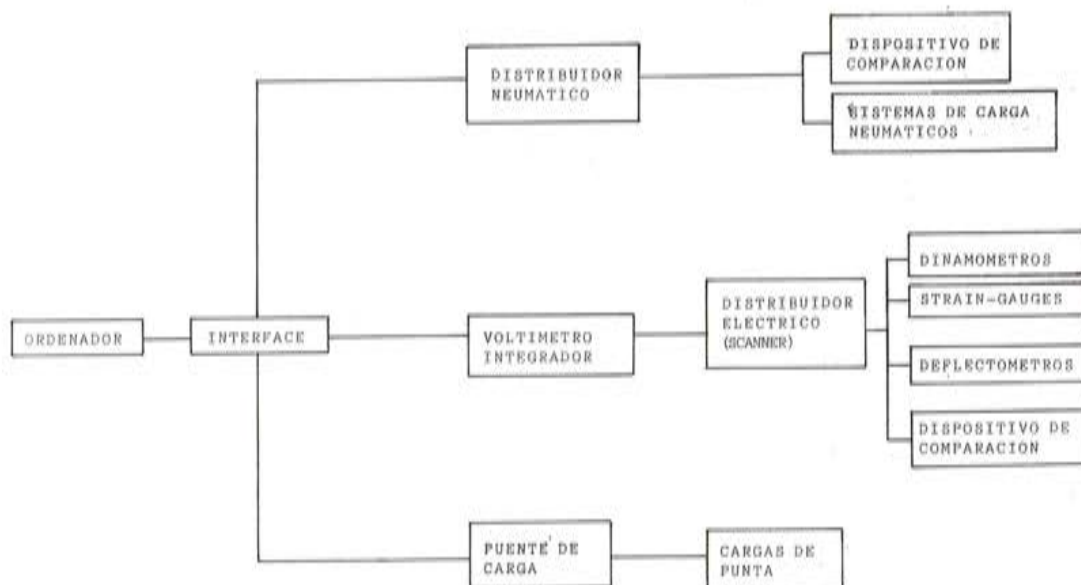 DISTRIBUIDOR
NEUMATICO
DISPOSITIVO DE
COMPARACION
SISTEMAS DE CARGA
NEUMATICOS
ORDENADOR
INTERFACE
VOLTIMETRO
INTEGRADOR
DISTRIBUIDOR
ELECTRICO
(SCANNER)
DINAMOMETROS
STRAIN-GAUGES
DEFLECTOMETROS
DISPOSITIVO DE
COMPARACION
PUENTE DE
CARGA
CARGAS DE
PUNTA